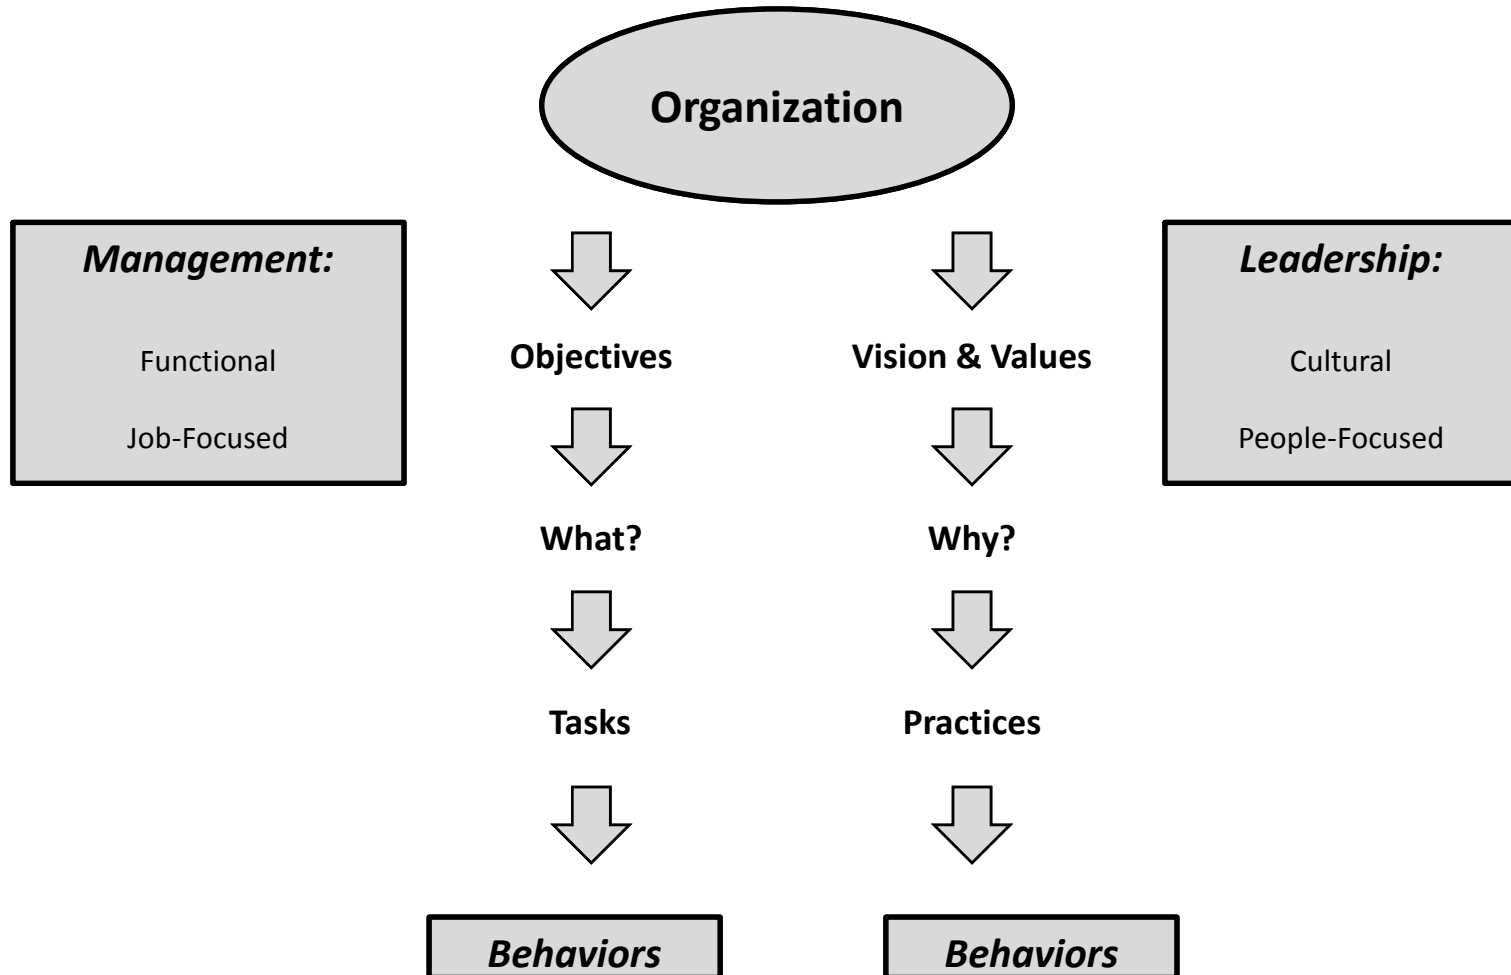 Organization
Management:
Functional
Job-Focused
Objectives
What?
Tasks
Behaviors
Vision & Values
Why?
Practices
Behaviors
Leadership:
Cultural
People-Focused